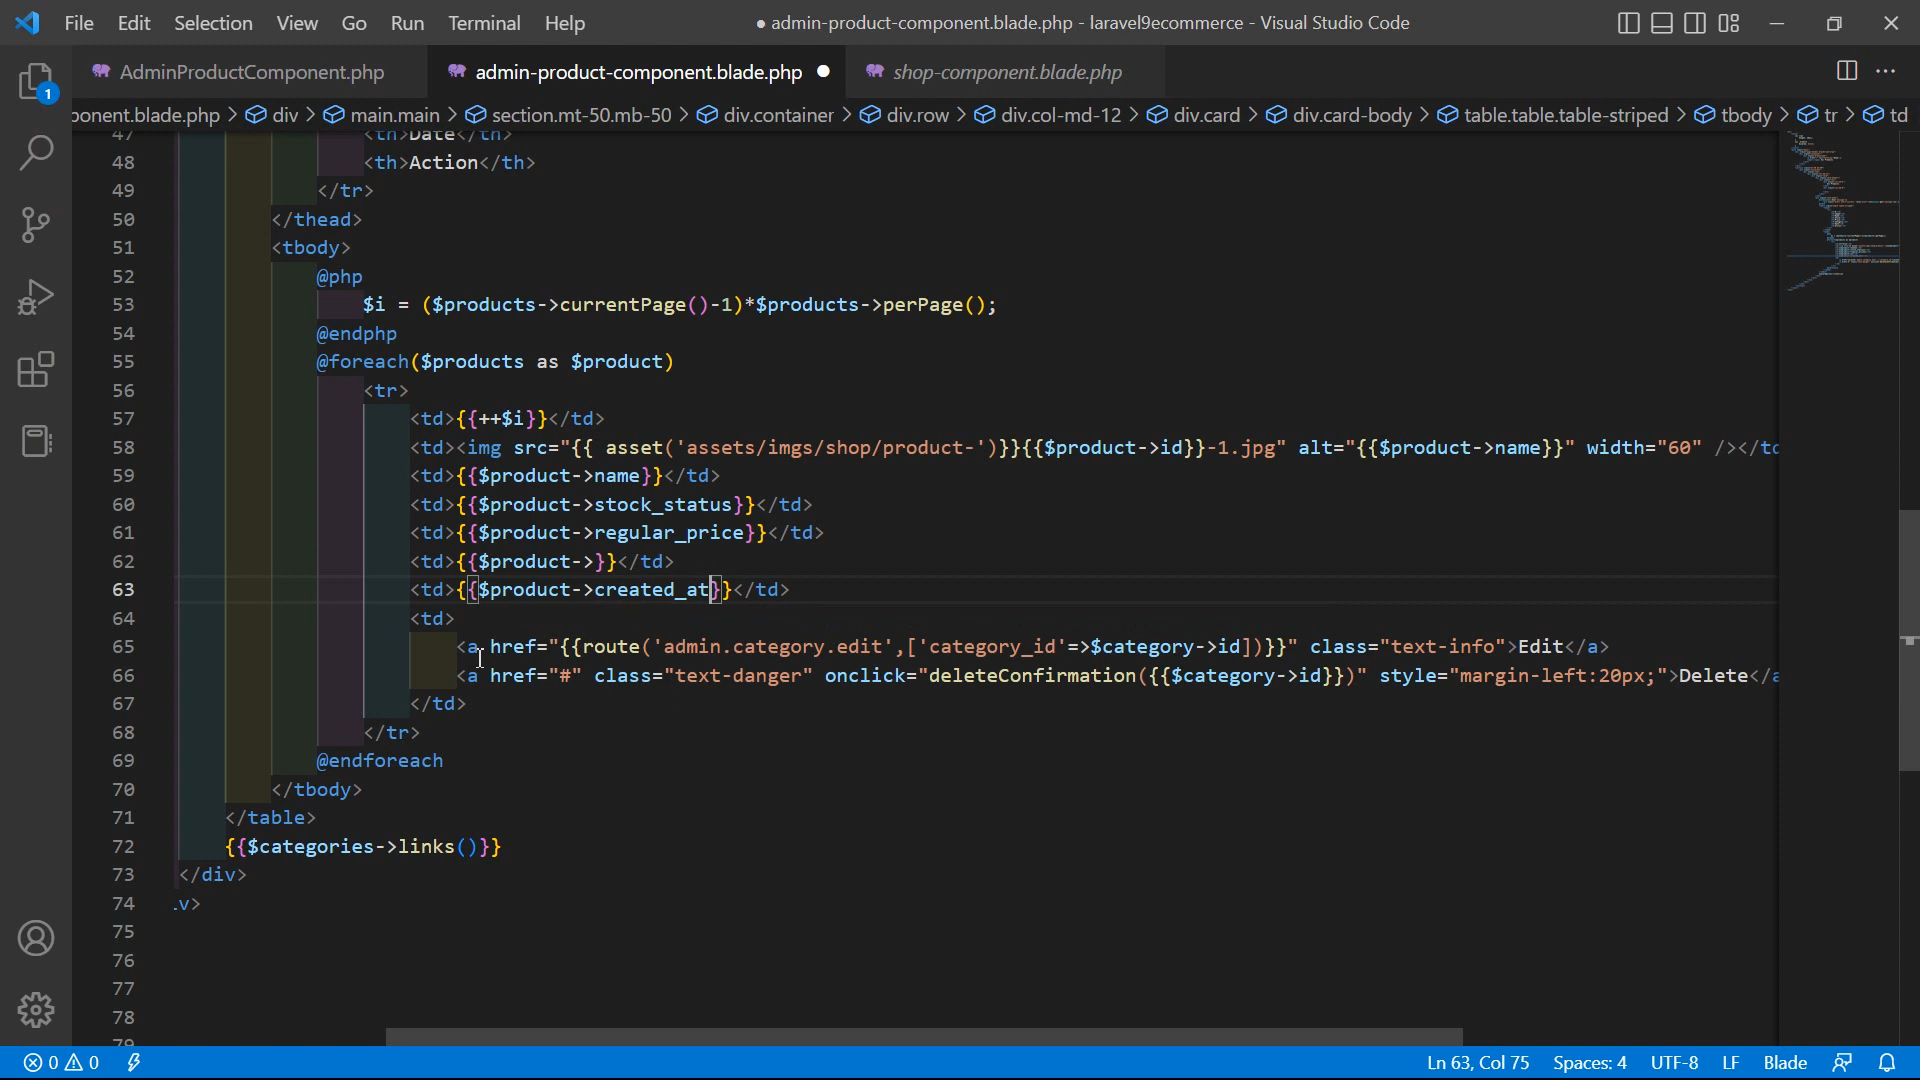 File Edit Selection View Go Run Terminal Help
● admin-product-component.blade.php - laravel9ecommerce - Visual Studio Code
AdminProductComponent.php
admin-product-component.blade.php ●
shop-component.blade.php
1
ponent.blade.php > div > main.main > section.mt-50.mb-50 > div.container > div.row > div.col-md-12 > div.card > div.card-body > table.table.table-striped > tbody > tr > td
47 <th>Date</th>
48 <th>Action</th>
49 </tr>
50 </thead>
51 <tbody>
52 @php
53 $i = ($products->currentPage()-1)*$products->perPage();
54 @endphp
55 @foreach($products as $product)
56 <tr>
57 <td>{{++$i}}</td>
58 <td><img src="{{ asset('assets/imgs/shop/product-')}}{{$product->id}}-1.jpg" alt="{{$product->name}}" width="60" /></td
59 <td>{{$product->name}}</td>
60 <td>{{$product->stock_status}}</td>
61 <td>{{$product->regular_price}}</td>
62 <td>{{$product->}}</td>
63 <td>{{$product->created_at}}</td>
64 <td>
65 <a href="{{route('admin.category.edit',['category_id'=>$category->id])}}" class="text-info">Edit</a>
66 <a href="#" class="text-danger" onclick="deleteConfirmation({{$category->id}})" style="margin-left:20px;">Delete</a
67 </td>
68 </tr>
69 @endforeach
70 </tbody>
71 </table>
72 {{$categories->links()}}
73 </div>
74 .v>
75
76
77
78
79
0 0
Ln 63, Col 75 Spaces: 4 UTF-8 LF Blade